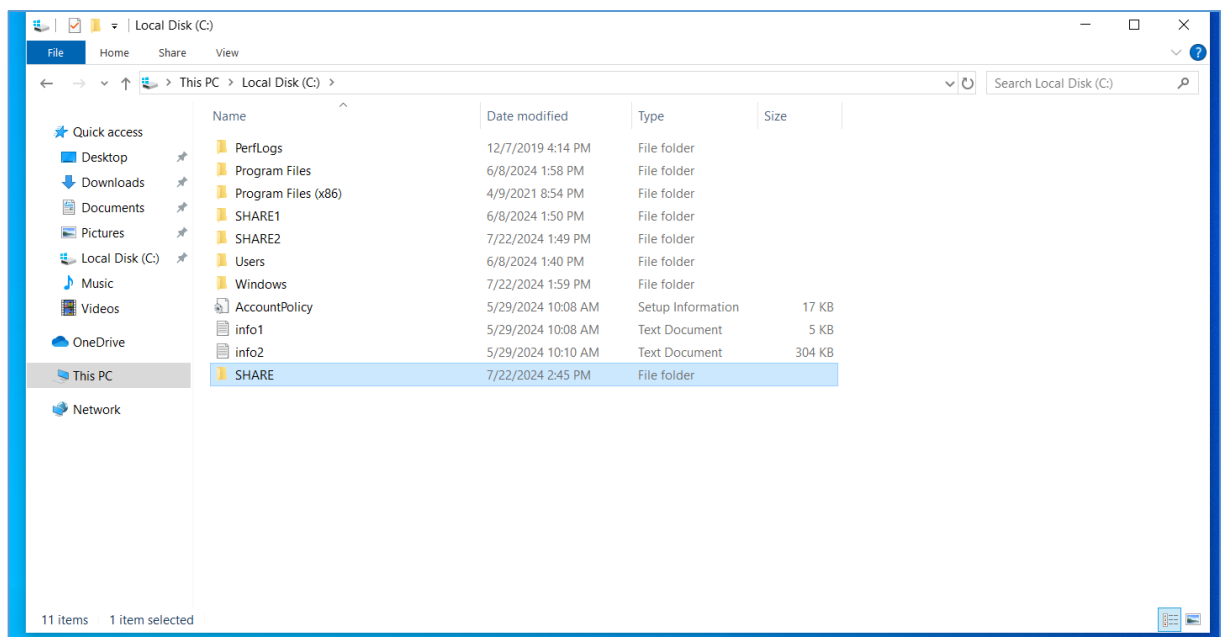 Local Disk (C:)
File Home Share View
This PC Local Disk (C:) Search Local Disk (C:)
Name Date modified Type Size
Quick access
Desktop
Downloads
Documents
Pictures
Local Disk (C:)
Music
Videos
OneDrive
This PC
Network
PerfLogs 12/7/2019 4:14 PM File folder
Program Files 6/8/2024 1:58 PM File folder
Program Files (x86) 4/9/2021 8:54 PM File folder
SHARE1 6/8/2024 1:50 PM File folder
SHARE2 7/22/2024 1:49 PM File folder
Users 6/8/2024 1:40 PM File folder
Windows 7/22/2024 1:59 PM File folder
AccountPolicy 5/29/2024 10:08 AM Setup Information 17 KB
info1 5/29/2024 10:08 AM Text Document 5 KB
info2 5/29/2024 10:10 AM Text Document 304 KB
SHARE 7/22/2024 2:45 PM File folder
11 items 1 item selected